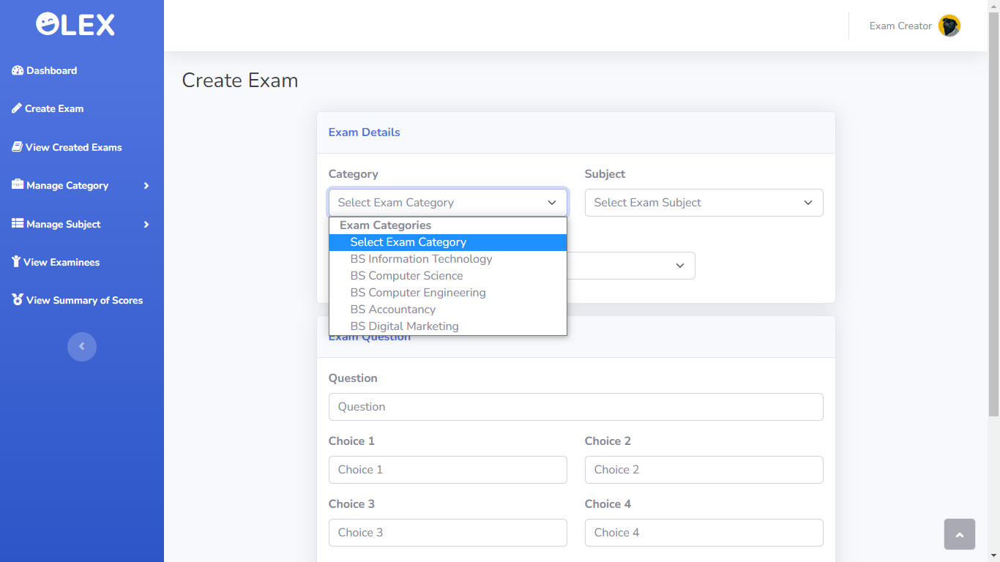 OLEX
Exam Creator
Dashboard
Create Exam
View Created Exams
Manage Category
Manage Subject
View Examinees
View Summary of Scores
Create Exam
Exam Details
Category
Subject
Select Exam Category
Select Exam Subject
Exam Categories
Select Exam Category
BS Information Technology
BS Computer Science
BS Computer Engineering
BS Accountancy
BS Digital Marketing
Exam Question
Question
Question
Choice 1
Choice 2
Choice 1
Choice 2
Choice 3
Choice 4
Choice 3
Choice 4